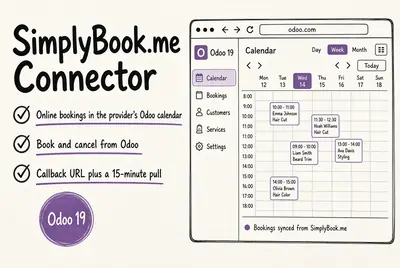 SimplyBook.me
Connector
Online bookings in the provider's Odoo calendar
Book and cancel from Odoo
Callback URL plus a 15-minute pull
Odoo 19
odoo.com
Odoo 19
Calendar
Bookings
Customers
Services
Settings
Calendar
Day
Week
Month
Today
Mon
12
Tue
13
Wed
14
Thu
15
Fri
16
Sat
17
Sun
18
8:00
9:00
10:00
11:00
12:00
13:00
14:00
15:00
16:00
17:00
18:00
10:00 - 11:00
Emma Johnson
Hair Cut
11:30 - 12:30
Noah Williams
Hair Cut
09:00 - 10:00
Liam Smith
Beard Trim
13:00 - 14:00
Ava Davis
Styling
14:00 - 15:00
Olivia Brown
Hair Color
Bookings synced from SimplyBook.me